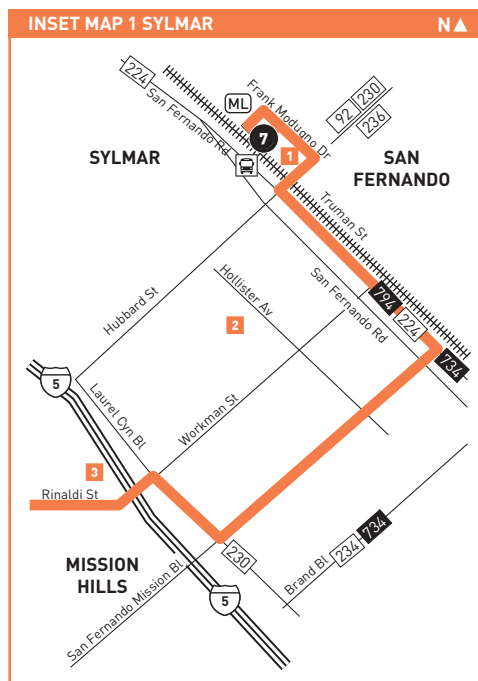 INSET MAP 1 SYLMAR
N
224
San Fernando Rd
ML
Frank Modugno Dr
92 230
236
7
1
SYLMAR
SAN
FERNANDO
Truman St
Hubbard St
Hollister Av
San Fernando Rd
794
224
734
2
5
Laurel Cyn Bl
Workman St
3
Rinaldi St
MISSION
HILLS
San Fernando Mission Bl
230
5
Brand Bl
234
734